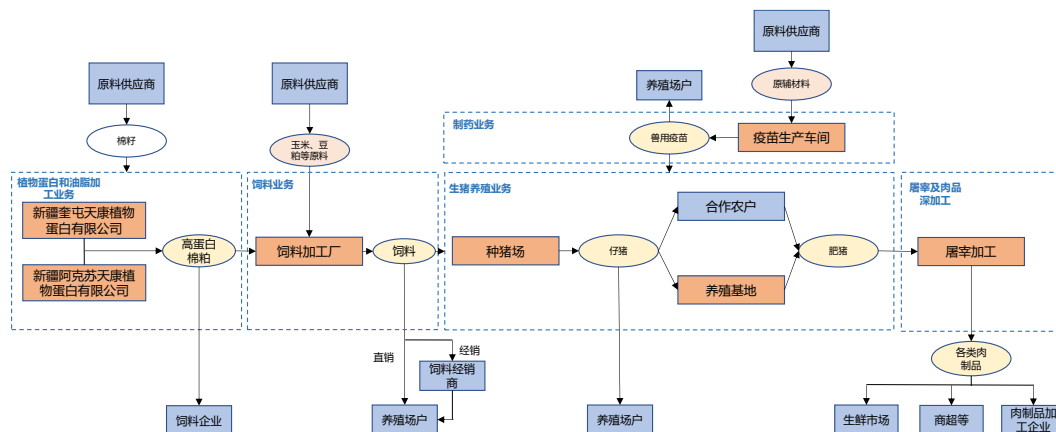 原料供应商
原辅材料
原料供应商
原料供应商
养殖场户
棉籽
玉米、豆
粕等原料
制药业务
兽用疫苗
疫苗生产车间
植物蛋白和油脂加
工业务
新疆奎屯天康植物
蛋白有限公司
新疆阿克苏天康植
物蛋白有限公司
高蛋白
棉粕
饲料业务
饲料加工厂
饲料
生猪养殖业务
种猪场
仔猪
合作农户
养殖基地
肥猪
屠宰及肉品
深加工
屠宰加工
直销
经销
饲料经销
商
各类肉
制品
饲料企业
养殖场户
养殖场户
生鲜市场
商超等
肉制品加
工企业